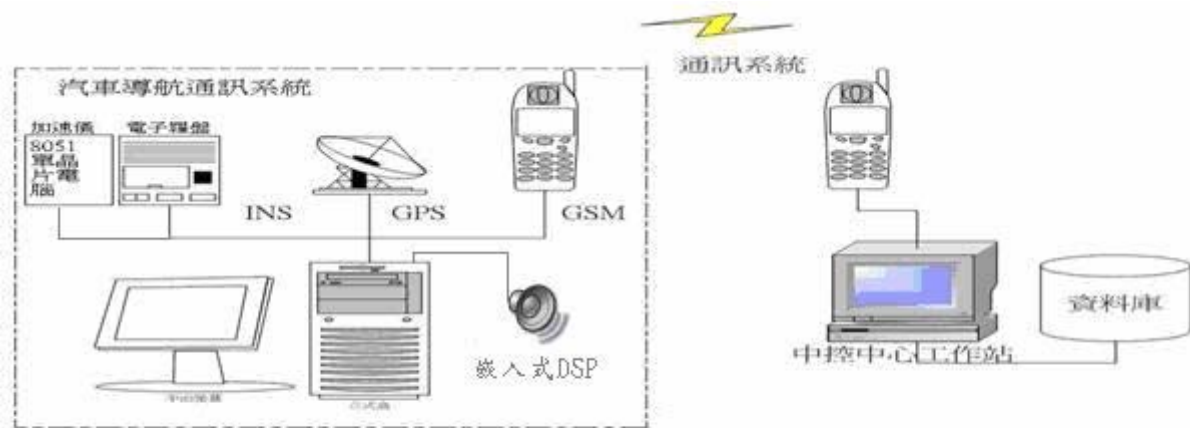 通訊系統
汽車導航通訊系統
加速儀
電子羅盤
8051
單晶
片電
腦
INS
GPS
GSM
資料庫
中控中心工作站
嵌入式DSP